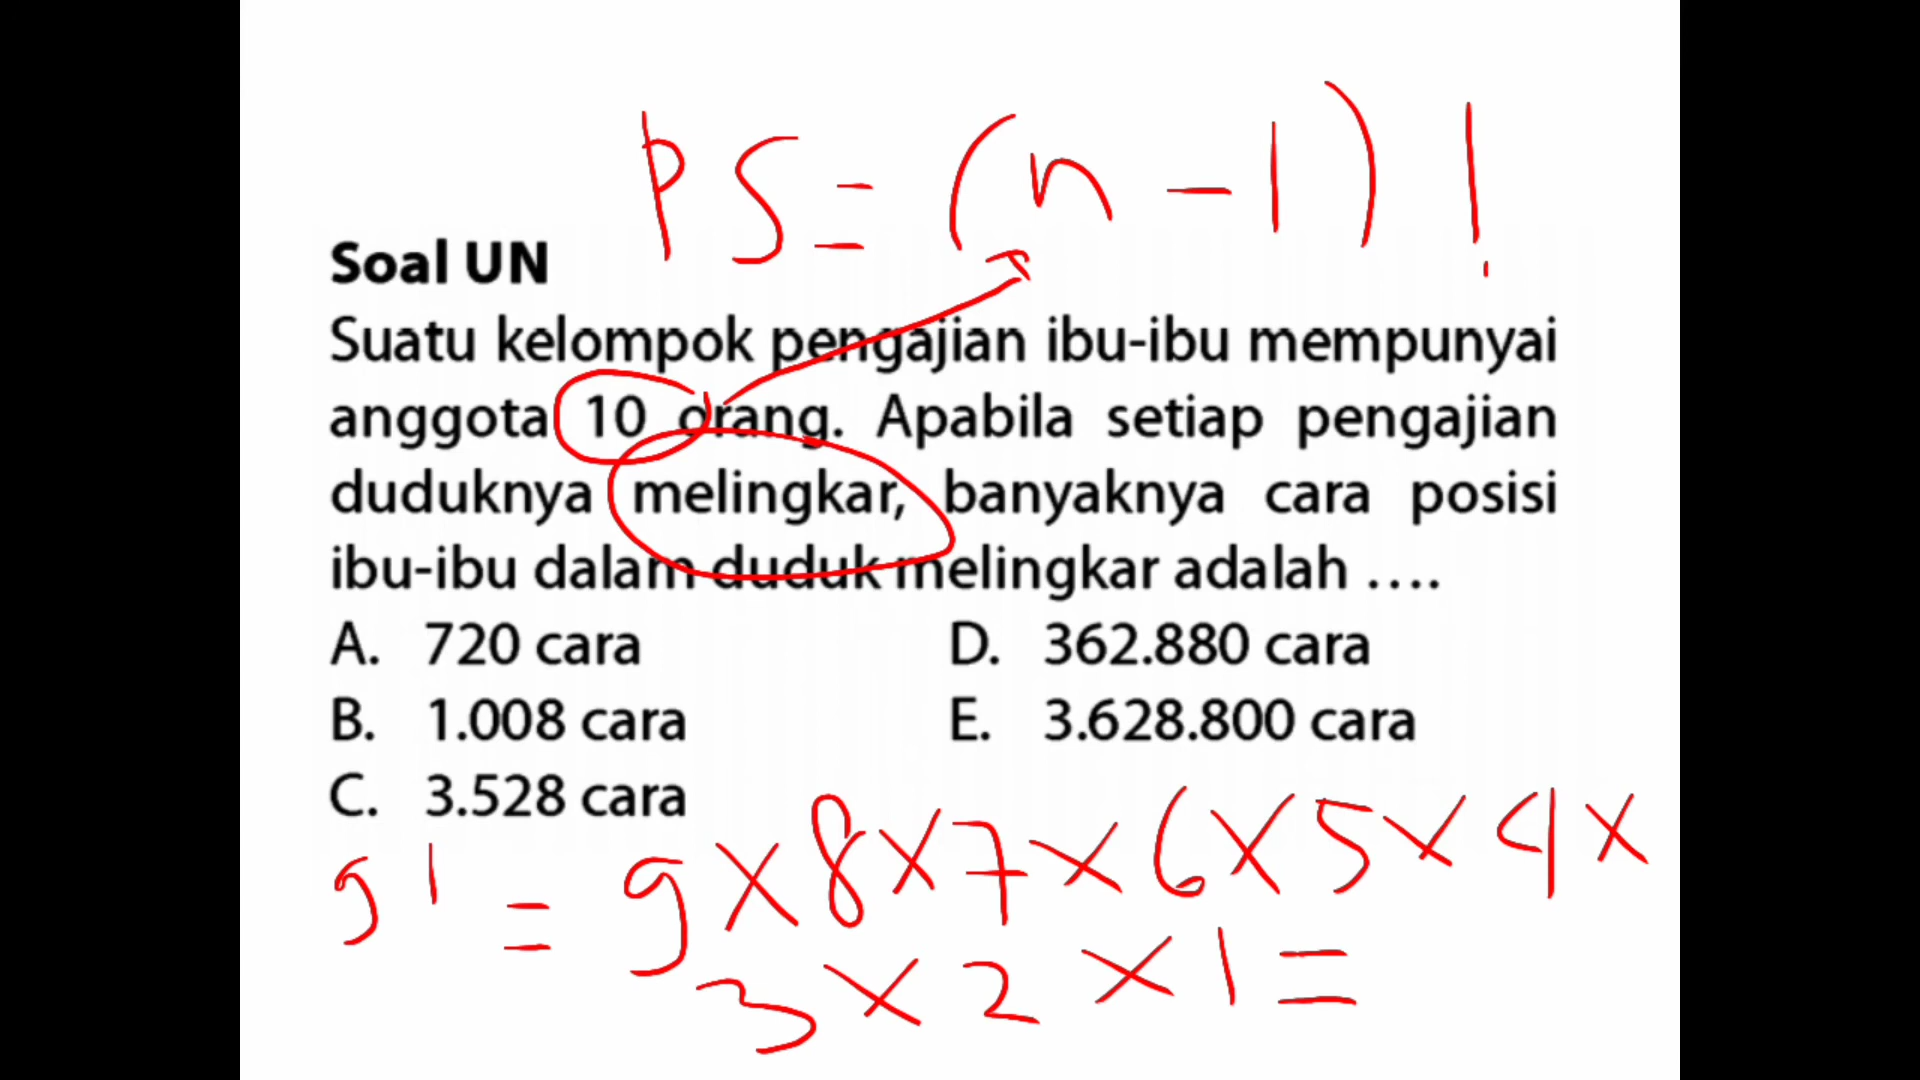 PS = (n - 1)!
Soal UN
Suatu kelompok pengajian ibu-ibu mempunyai
anggota 10 orang. Apabila setiap pengajian
duduknya melingkar, banyaknya cara posisi
ibu-ibu dalam duduk melingkar adalah ....
A. 720 cara
B. 1.008 cara
C. 3.528 cara
D. 362.880 cara
E. 3.628.800 cara
9! = 9 x 8 x 7 x 6 x 5 x 4 x
3 x 2 x 1 =